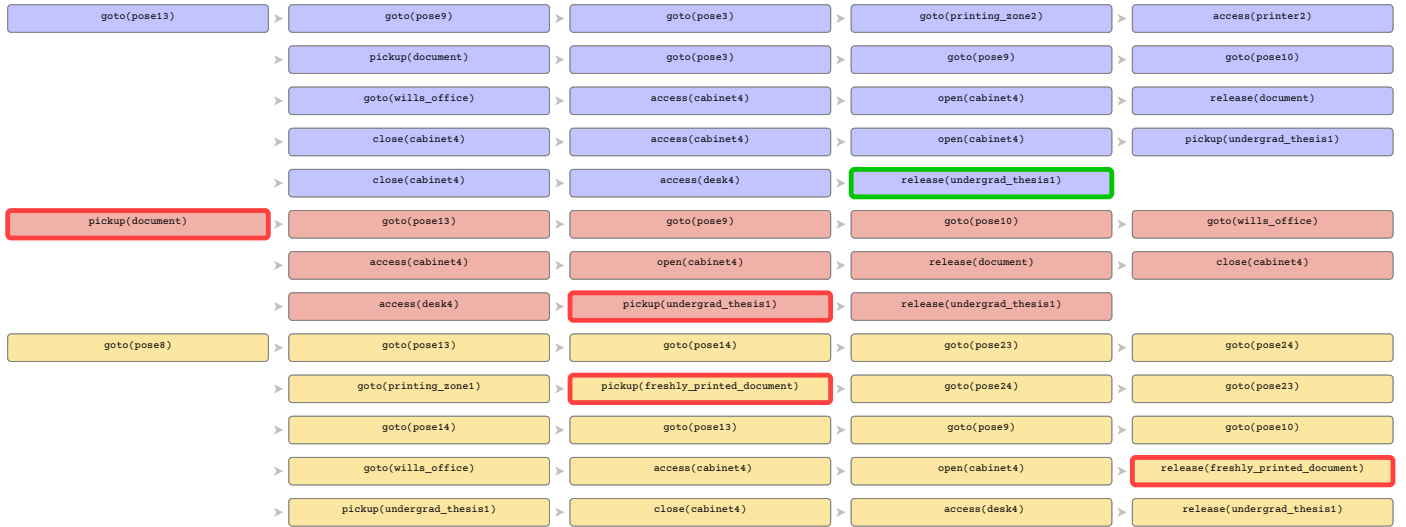 goto(pose13) goto(pose9) goto(pose3) goto(printing_zone2) access(printer2)
pickup(document) goto(pose3) goto(pose9) goto(pose10)
goto(wills_office) access(cabinet4) open(cabinet4) release(document)
close(cabinet4) access(cabinet4) open(cabinet4) pickup(undergrad_thesis1)
close(cabinet4) access(desk4) release(undergrad_thesis1)
pickup(document) goto(pose13) goto(pose9) goto(pose10) goto(wills_office)
access(cabinet4) open(cabinet4) release(document) close(cabinet4)
access(desk4) pickup(undergrad_thesis1) release(undergrad_thesis1)
goto(pose8) goto(pose13) goto(pose14) goto(pose23) goto(pose24)
goto(printing_zone1) pickup(freshly_printed_document) goto(pose24) goto(pose23)
goto(pose14) goto(pose13) goto(pose9) goto(pose10)
goto(wills_office) access(cabinet4) open(cabinet4) release(freshly_printed_document)
pickup(undergrad_thesis1) close(cabinet4) access(desk4) release(undergrad_thesis1)